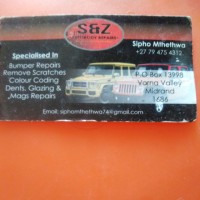 S&Z
Sipho Mthethwa
+27 79 475 4312
Specialised In
Bumper Repairs
Remove Scratches
Colour Coding
Dents, Glazing &
Mags Repairs
P.O Box 13998
Vorna Valley
Midrand
1686
Email: siphomthethwa74@gmail.com